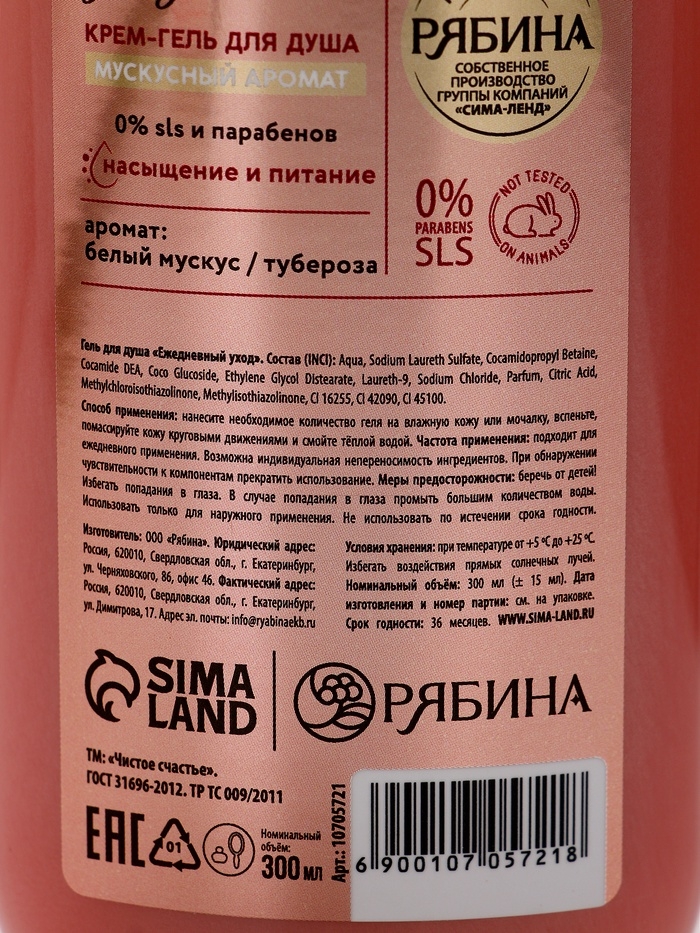 КРЕМ-ГЕЛЬ ДЛЯ ДУША
МУСКУСНЫЙ АРОМАТ
0% sls и парабенов
насыщение и питание
аромат:
белый мускус / тубероза
РЯБИНА
СОБСТВЕННОЕ
ПРОИЗВОДСТВО
ГРУППЫ КОМПАНИЙ
«СИМА-ЛЕНД»
0%
PARABENS
SLS
NOT TESTED
ON ANIMALS
Гель для душа «Ежедневный уход». Состав (INCI): Aqua, Sodium Laureth Sulfate, Cocamidopropyl Betaine,
Cocamide DEA, Coco Glucoside, Ethylene Glycol Distearate, Laureth-9, Sodium Chloride, Parfum, Citric Acid,
Methylchloroisothiazolinone, Methylisothiazolinone, CI 16255, CI 42090, CI 45100.
Способ применения: нанесите необходимое количество геля на влажную кожу или мочалку, вспеньте,
помассируйте кожу круговыми движениями и смойте тёплой водой. Частота применения: подходит для
ежедневного применения. Возможна индивидуальная непереносимость ингредиентов. При обнаружении
чувствительности к компонентам прекратить использование. Меры предосторожности: беречь от детей!
Избегать попадания в глаза. В случае попадания в глаза промыть большим количеством воды.
Использовать только для наружного применения. Не использовать по истечении срока годности.
Изготовитель: ООО «Рябина». Юридический адрес:
Россия, 620010, Свердловская обл., г. Екатеринбург,
ул. Черняховского, 86, офис 46. Фактический адрес:
Россия, 620010, Свердловская обл., г. Екатеринбург,
ул. Димитрова, 17. Адрес эл. почты: info@ryabinaekb.ru
Условия хранения: при температуре от +5 °C до +25 °C.
Избегать воздействия прямых солнечных лучей.
Номинальный объём: 300 мл (± 15 мл). Дата
изготовления и номер партии: см. на упаковке.
Срок годности: 36 месяцев. WWW.SIMA-LAND.RU
SIMA
LAND
РЯБИНА
ТМ: «Чистое счастье».
ГОСТ 31696-2012. ТР ТС 009/2011
EAC
01
Номинальный
объём:
300 мл
Арт.: 10705721
6 900107 057218